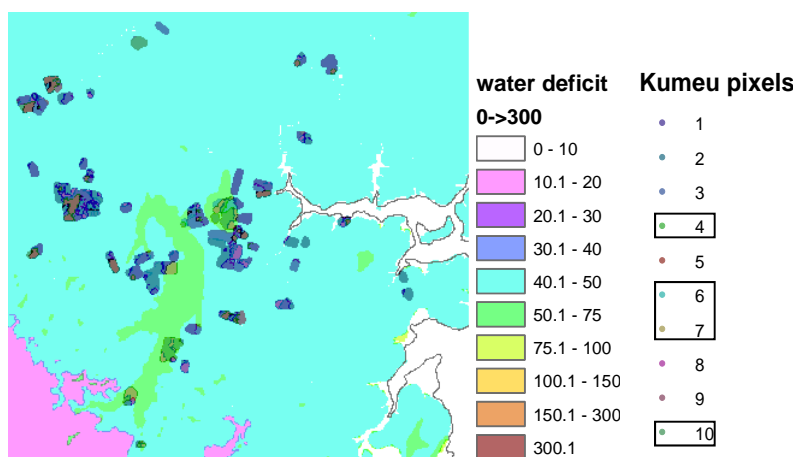 water deficit
0->300
0 - 10
10.1 - 20
20.1 - 30
30.1 - 40
40.1 - 50
50.1 - 75
75.1 - 100
100.1 - 150
150.1 - 300
300.1
Kumeu pixels
1
2
3
4
5
6
7
8
9
10